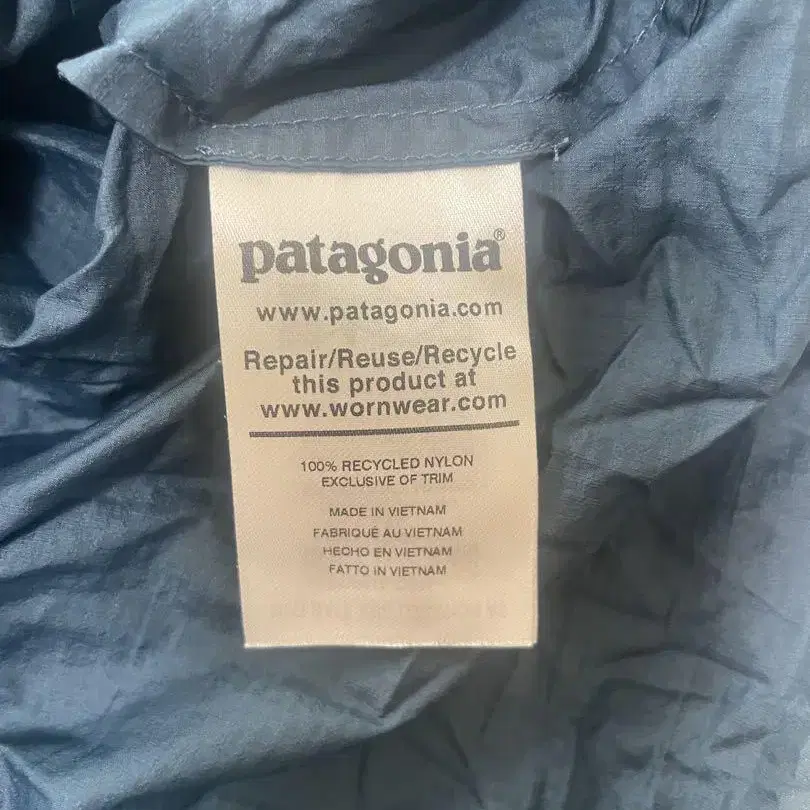 patagonia®
www.patagonia.com
Repair/Reuse/Recycle
this product at
www.wornwear.com
100% RECYCLED NYLON
EXCLUSIVE OF TRIM
MADE IN VIETNAM
FABRIQUÉ AU VIETNAM
HECHO EN VIETNAM
FATTO IN VIETNAM